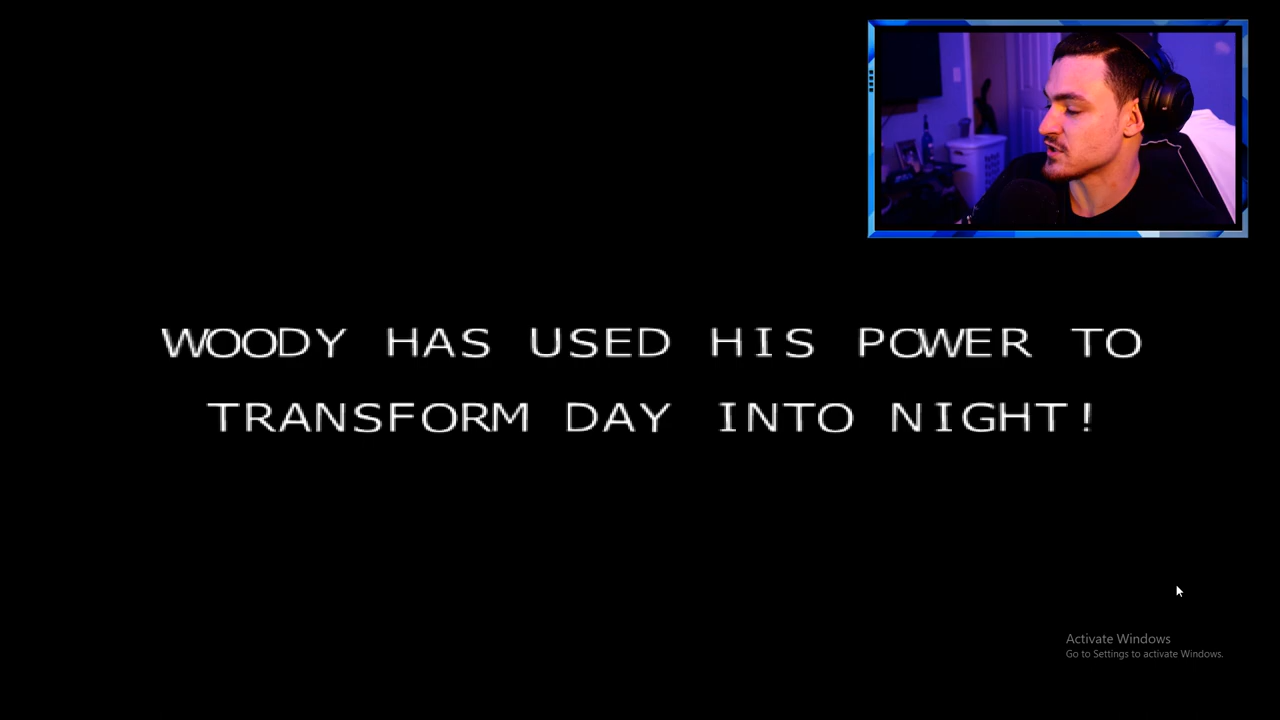 WOODY HAS USED HIS POWER TO
TRANSFORM DAY INTO NIGHT!
Activate Windows
Go to Settings to activate Windows.